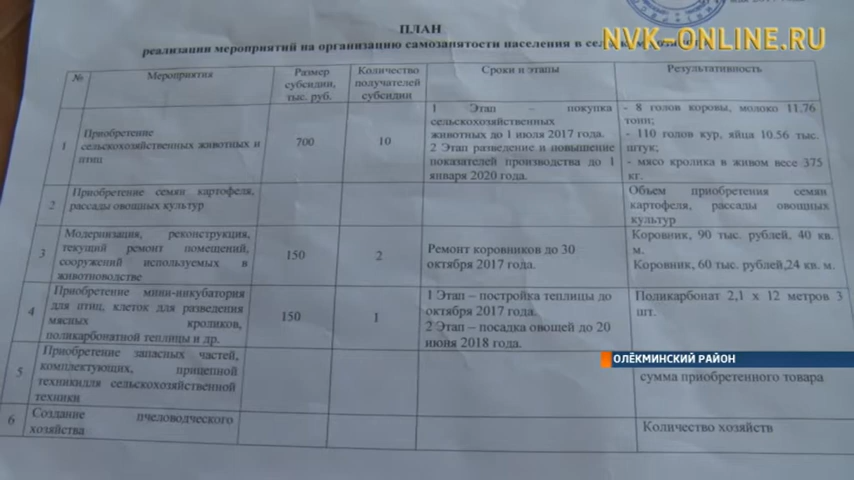 NVK-ONLINE.RU
ПЛАН
реализации мероприятий на организацию самозанятости населения в
№
Мероприятия
Размер
субсидии,
тыс. руб.
Количество
получателей
субсидии
Сроки и этапы
Результативность
1
Приобретение
сельскохозяйственных животных и
птиц
700
10
1 Этап – покупка
сельскохозяйственных
животных до 1 июля 2017 года.
2 Этап разведение и повышение
показателей производства до 1
января 2020 года.
- 8 голов коровы, молоко 11.76
тонн;
- 110 голов кур, яйца 10.56 тыс.
штук;
- мясо кролика в живом весе 375
кг.
2
Приобретение семян картофеля,
рассады овощных культур
Объем приобретения семян
картофеля, рассады овощных
культур
3
Модернизация, реконструкция,
текущий ремонт помещений,
сооружений используемых в
животноводстве
150
2
Ремонт коровников до 30
октября 2017 года.
Коровник, 90 тыс. рублей, 40 кв.
м.
Коровник, 60 тыс. рублей,24 кв. м.
4
Приобретение мини-инкубатория
для птиц, клеток для разведения
мясных кроликов,
поликарбонатной теплицы и др.
150
1
1 Этап – постройка теплицы до
октября 2017 года.
2 Этап – посадка овощей до 20
июня 2018 года.
Поликарбонат 2,1 х 12 метров 3
шт.
5
Приобретение запасных частей,
комплектующих, прицепной
техникидля сельскохозяйственной
техники
ОЛЁКМИНСКИЙ РАЙОН
сумма приобретенного товара
6
Создание пчеловодческого
хозяйства
Количество хозяйств